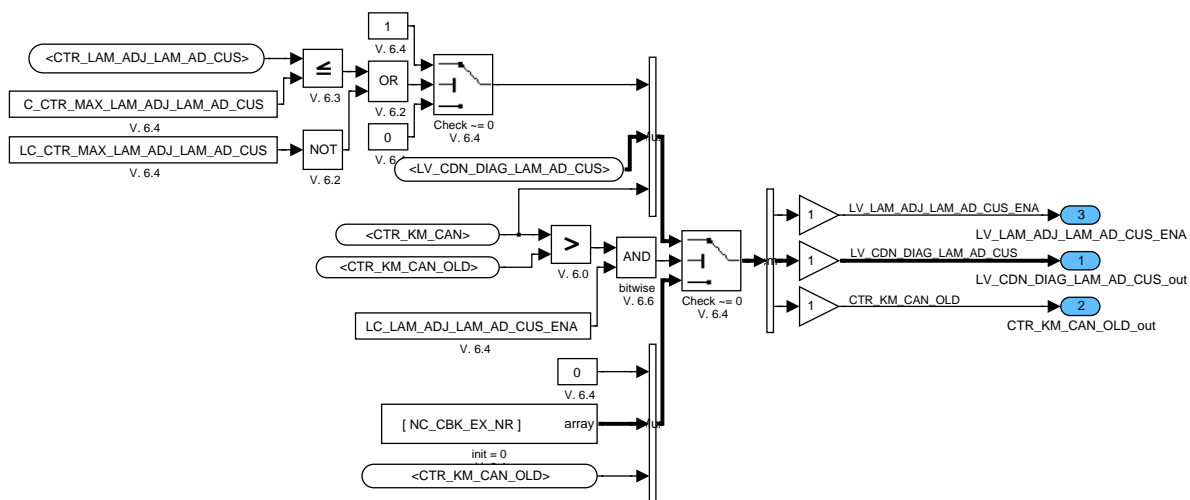 1
V. 6.4
<CTR_LAM_ADJ_LAM_AD_CUS>
≤
V. 6.3
OR
V. 6.2
Check ~= 0
V. 6.4
C_CTR_MAX_LAM_ADJ_LAM_AD_CUS
V. 6.4
0
LC_CTR_MAX_LAM_ADJ_LAM_AD_CUS
V. 6.4
NOT
V. 6.2
<LV_CDN_DIAG_LAM_AD_CUS>
<CTR_KM_CAN>
>
V. 6.0
<CTR_KM_CAN_OLD>
AND
bitwise
V. 6.6
Check ~= 0
V. 6.4
LC_LAM_ADJ_LAM_AD_CUS_ENA
V. 6.4
1
LV_LAM_ADJ_LAM_AD_CUS_ENA
3
LV_LAM_ADJ_LAM_AD_CUS_ENA
1
LV_CDN_DIAG_LAM_AD_CUS
1
LV_CDN_DIAG_LAM_AD_CUS_out
1
CTR_KM_CAN_OLD
2
CTR_KM_CAN_OLD_out
0
V. 6.4
[ NC_CBK_EX_NR ]
array
init = 0
<CTR_KM_CAN_OLD>